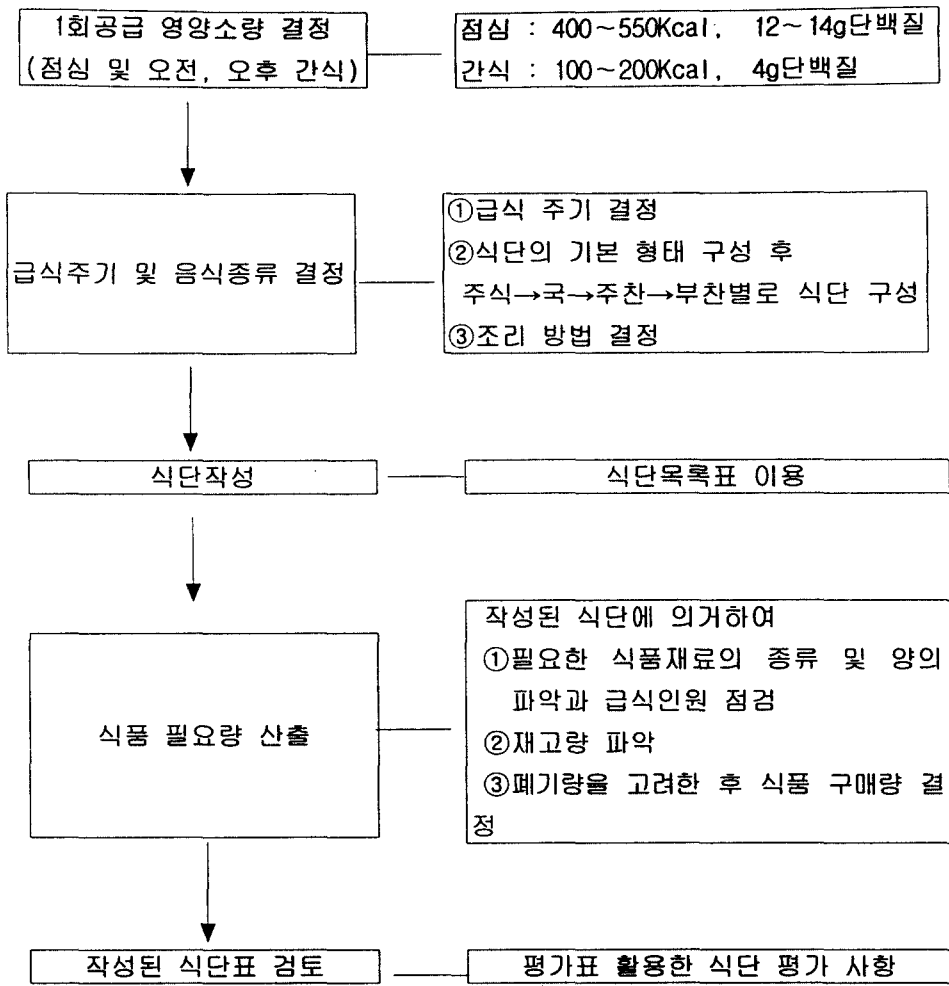 1회공급 영양소량 결정
(점심 및 오전, 오후 간식)
점심 : 400~550Kcal, 12~14g단백질
간식 : 100~200Kcal, 4g단백질
급식주기 및 음식종류 결정
①급식 주기 결정
②식단의 기본 형태 구성 후
주식→국→주찬→부찬별로 식단 구성
③조리 방법 결정
식단작성
식단목록표 이용
식품 필요량 산출
작성된 식단에 의거하여
①필요한 식품재료의 종류 및 양의
파악과 급식인원 점검
②재고량 파악
③폐기량율 고려한 후 식품 구매량 결
정
작성된 식단표 검토
평가표 활용한 식단 평가 사항